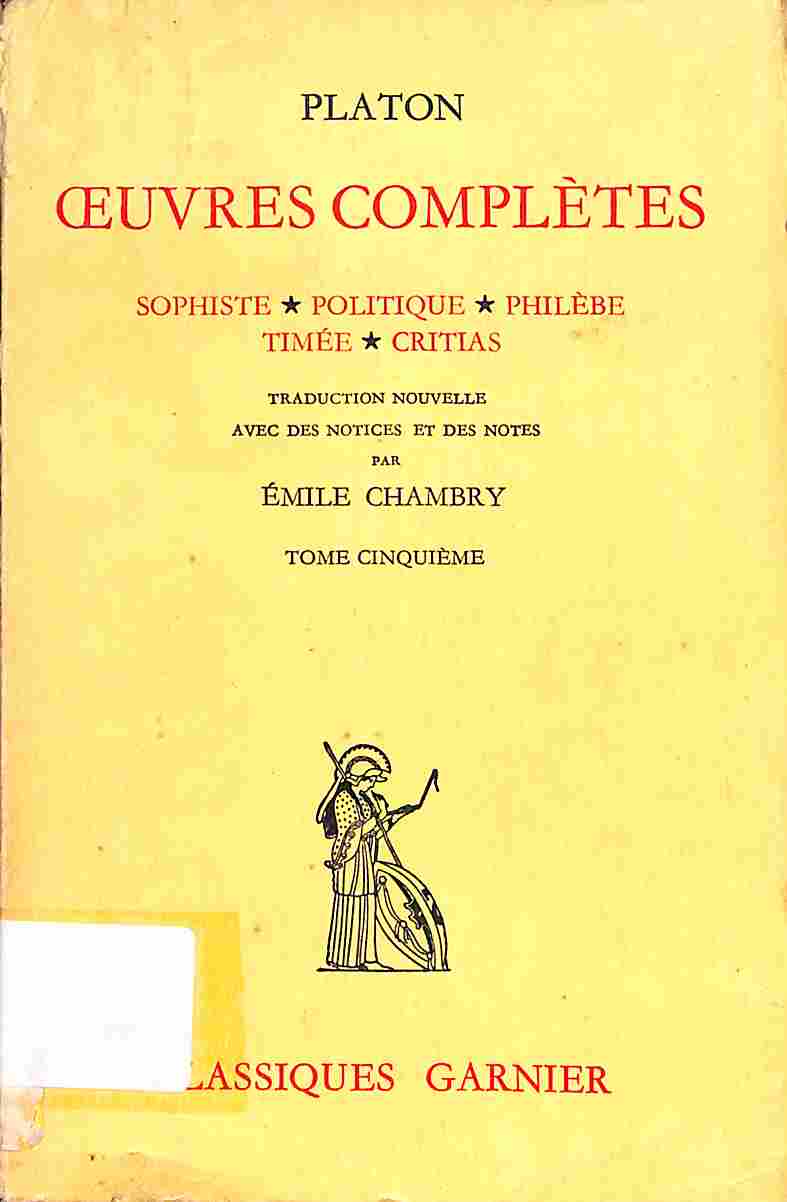 PLATON
ŒUVRES COMPLÈTES
SOPHISTE ★ POLITIQUE ★ PHILÈBE
TIMÉE ★ CRITIAS
TRADUCTION NOUVELLE
AVEC DES NOTICES ET DES NOTES
PAR
ÉMILE CHAMBRY
TOME CINQUIÈME
LASSIQUES GARNIER